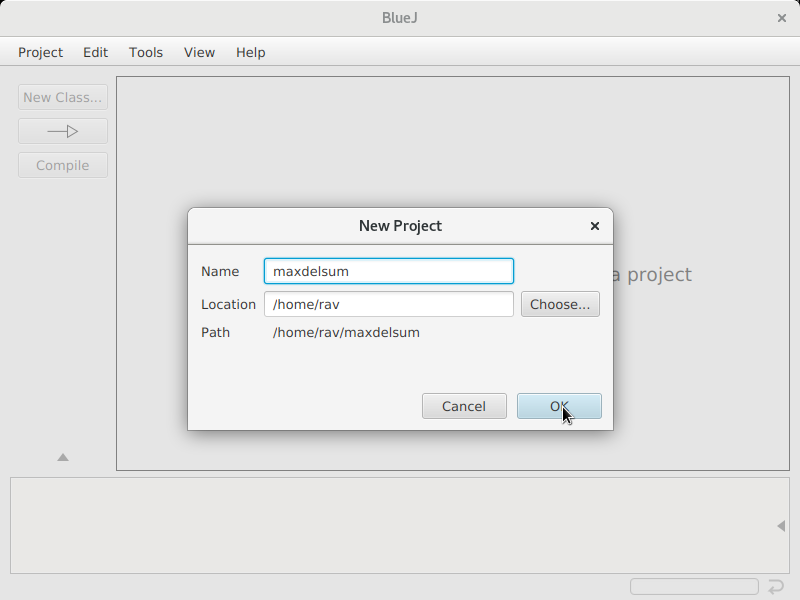 BlueJ
Project Edit Tools View Help
New Class...
Compile
a project
New Project
Name maxdelsum
Location /home/rav Choose...
Path /home/rav/maxdelsum
Cancel OK